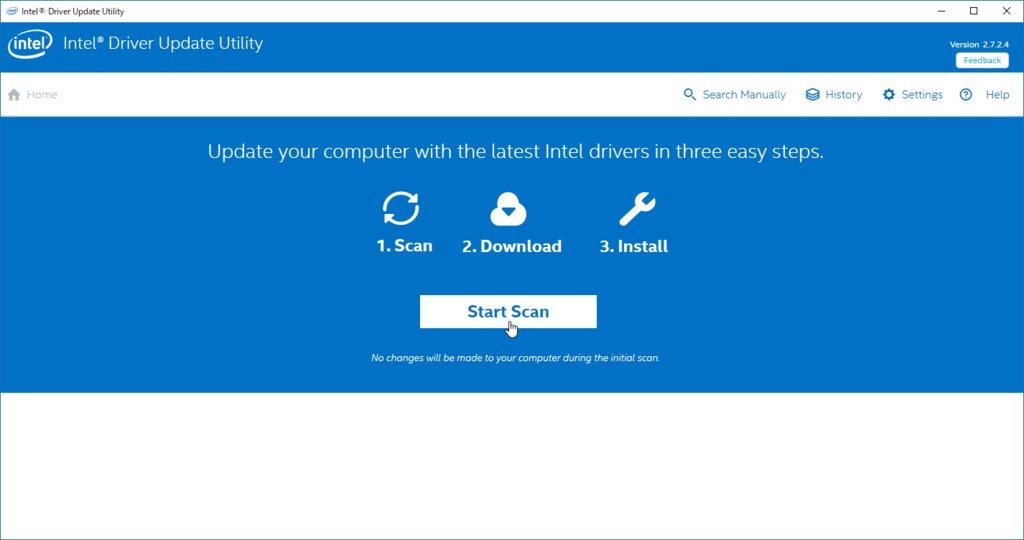 Intel® Driver Update Utility
intel
Intel® Driver Update Utility
Version 2.7.2.4
Feedback
Home
Search Manually
History
Settings
Help
Update your computer with the latest Intel drivers in three easy steps.
1. Scan
2. Download
3. Install
Start Scan
No changes will be made to your computer during the initial scan.